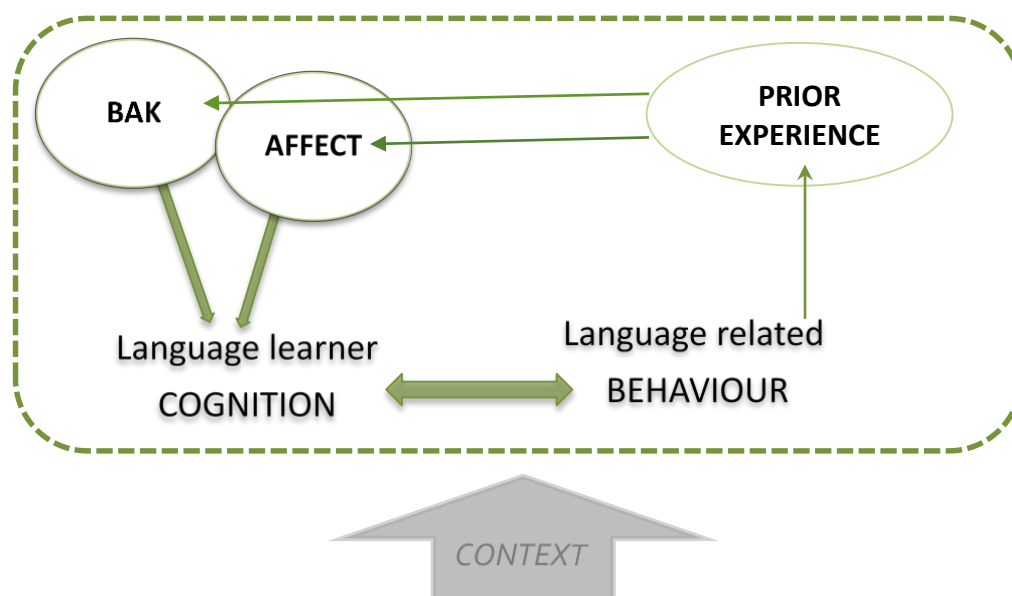 BAK
AFFECT
PRIOR
EXPERIENCE
Language learner
COGNITION
Language related
BEHAVIOUR
CONTEXT